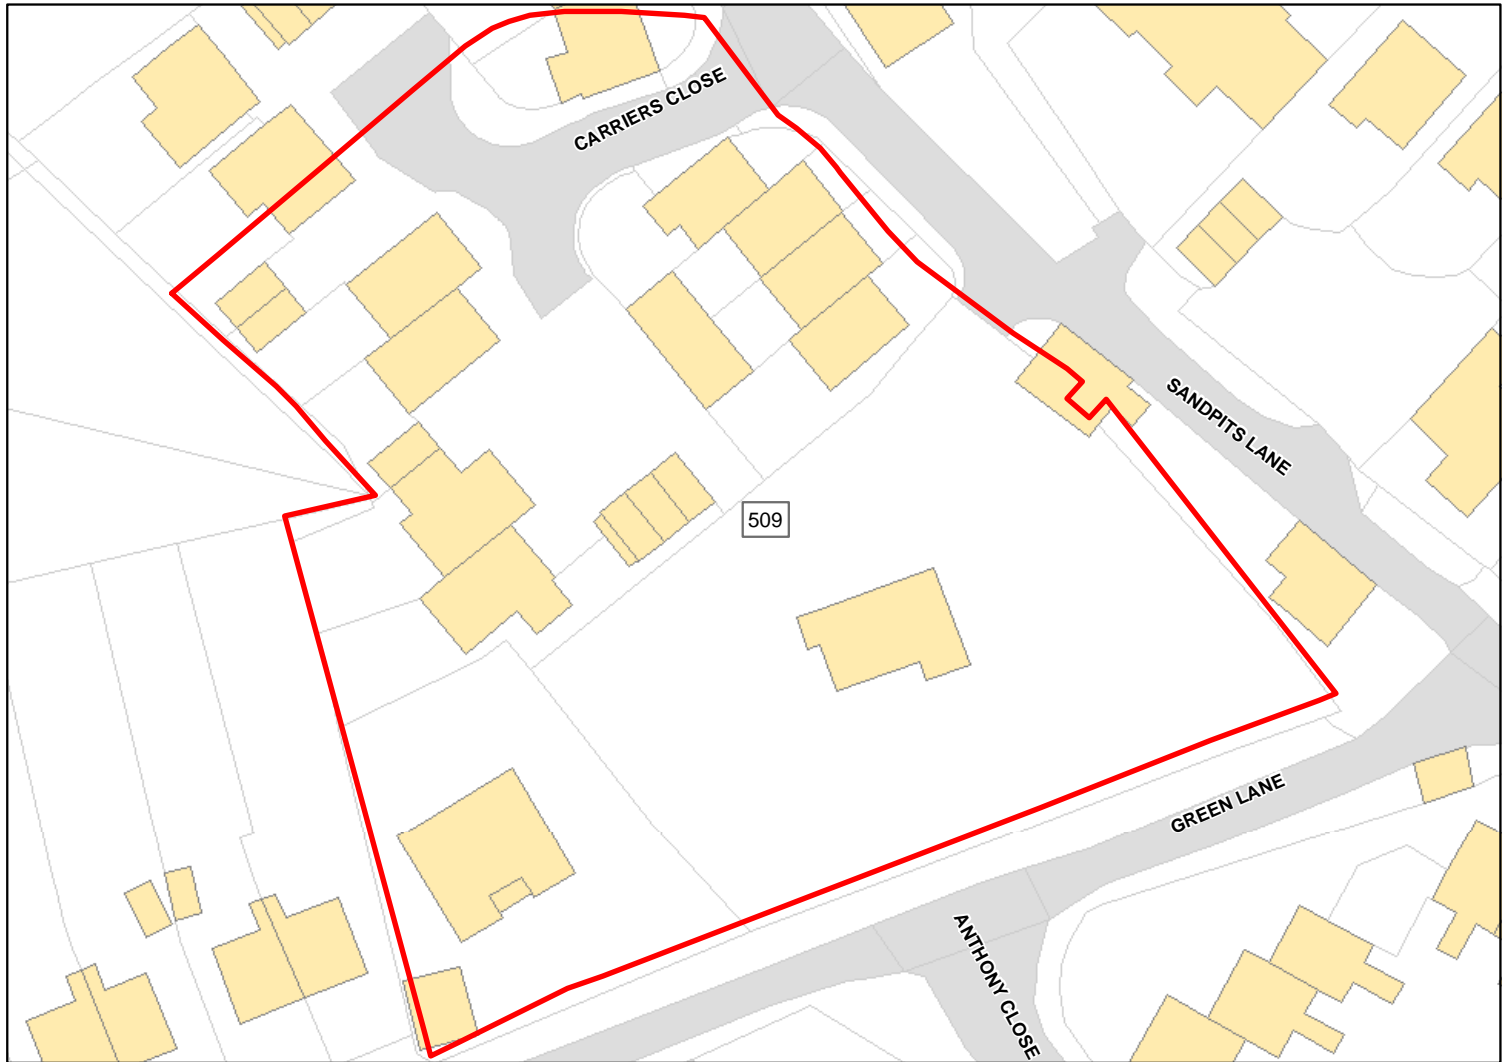 CARRIERS CLOSE
SANDPITS LANE
509
GREEN LANE
ANTHONY CLOSE